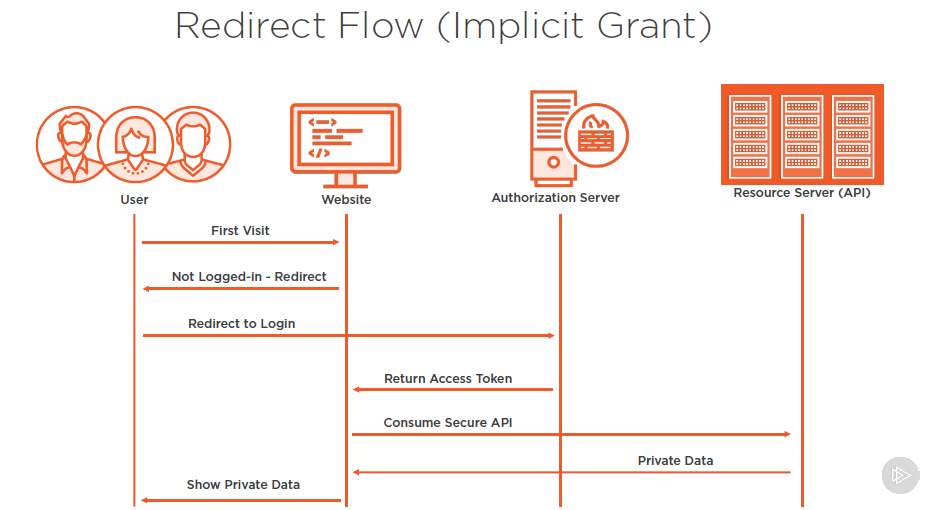 Redirect Flow (Implicit Grant)
</>
User
Website
Authorization Server
Resource Server (API)
First Visit
Not Logged-in - Redirect
Redirect to Login
Return Access Token
Consume Secure API
Private Data
Show Private Data